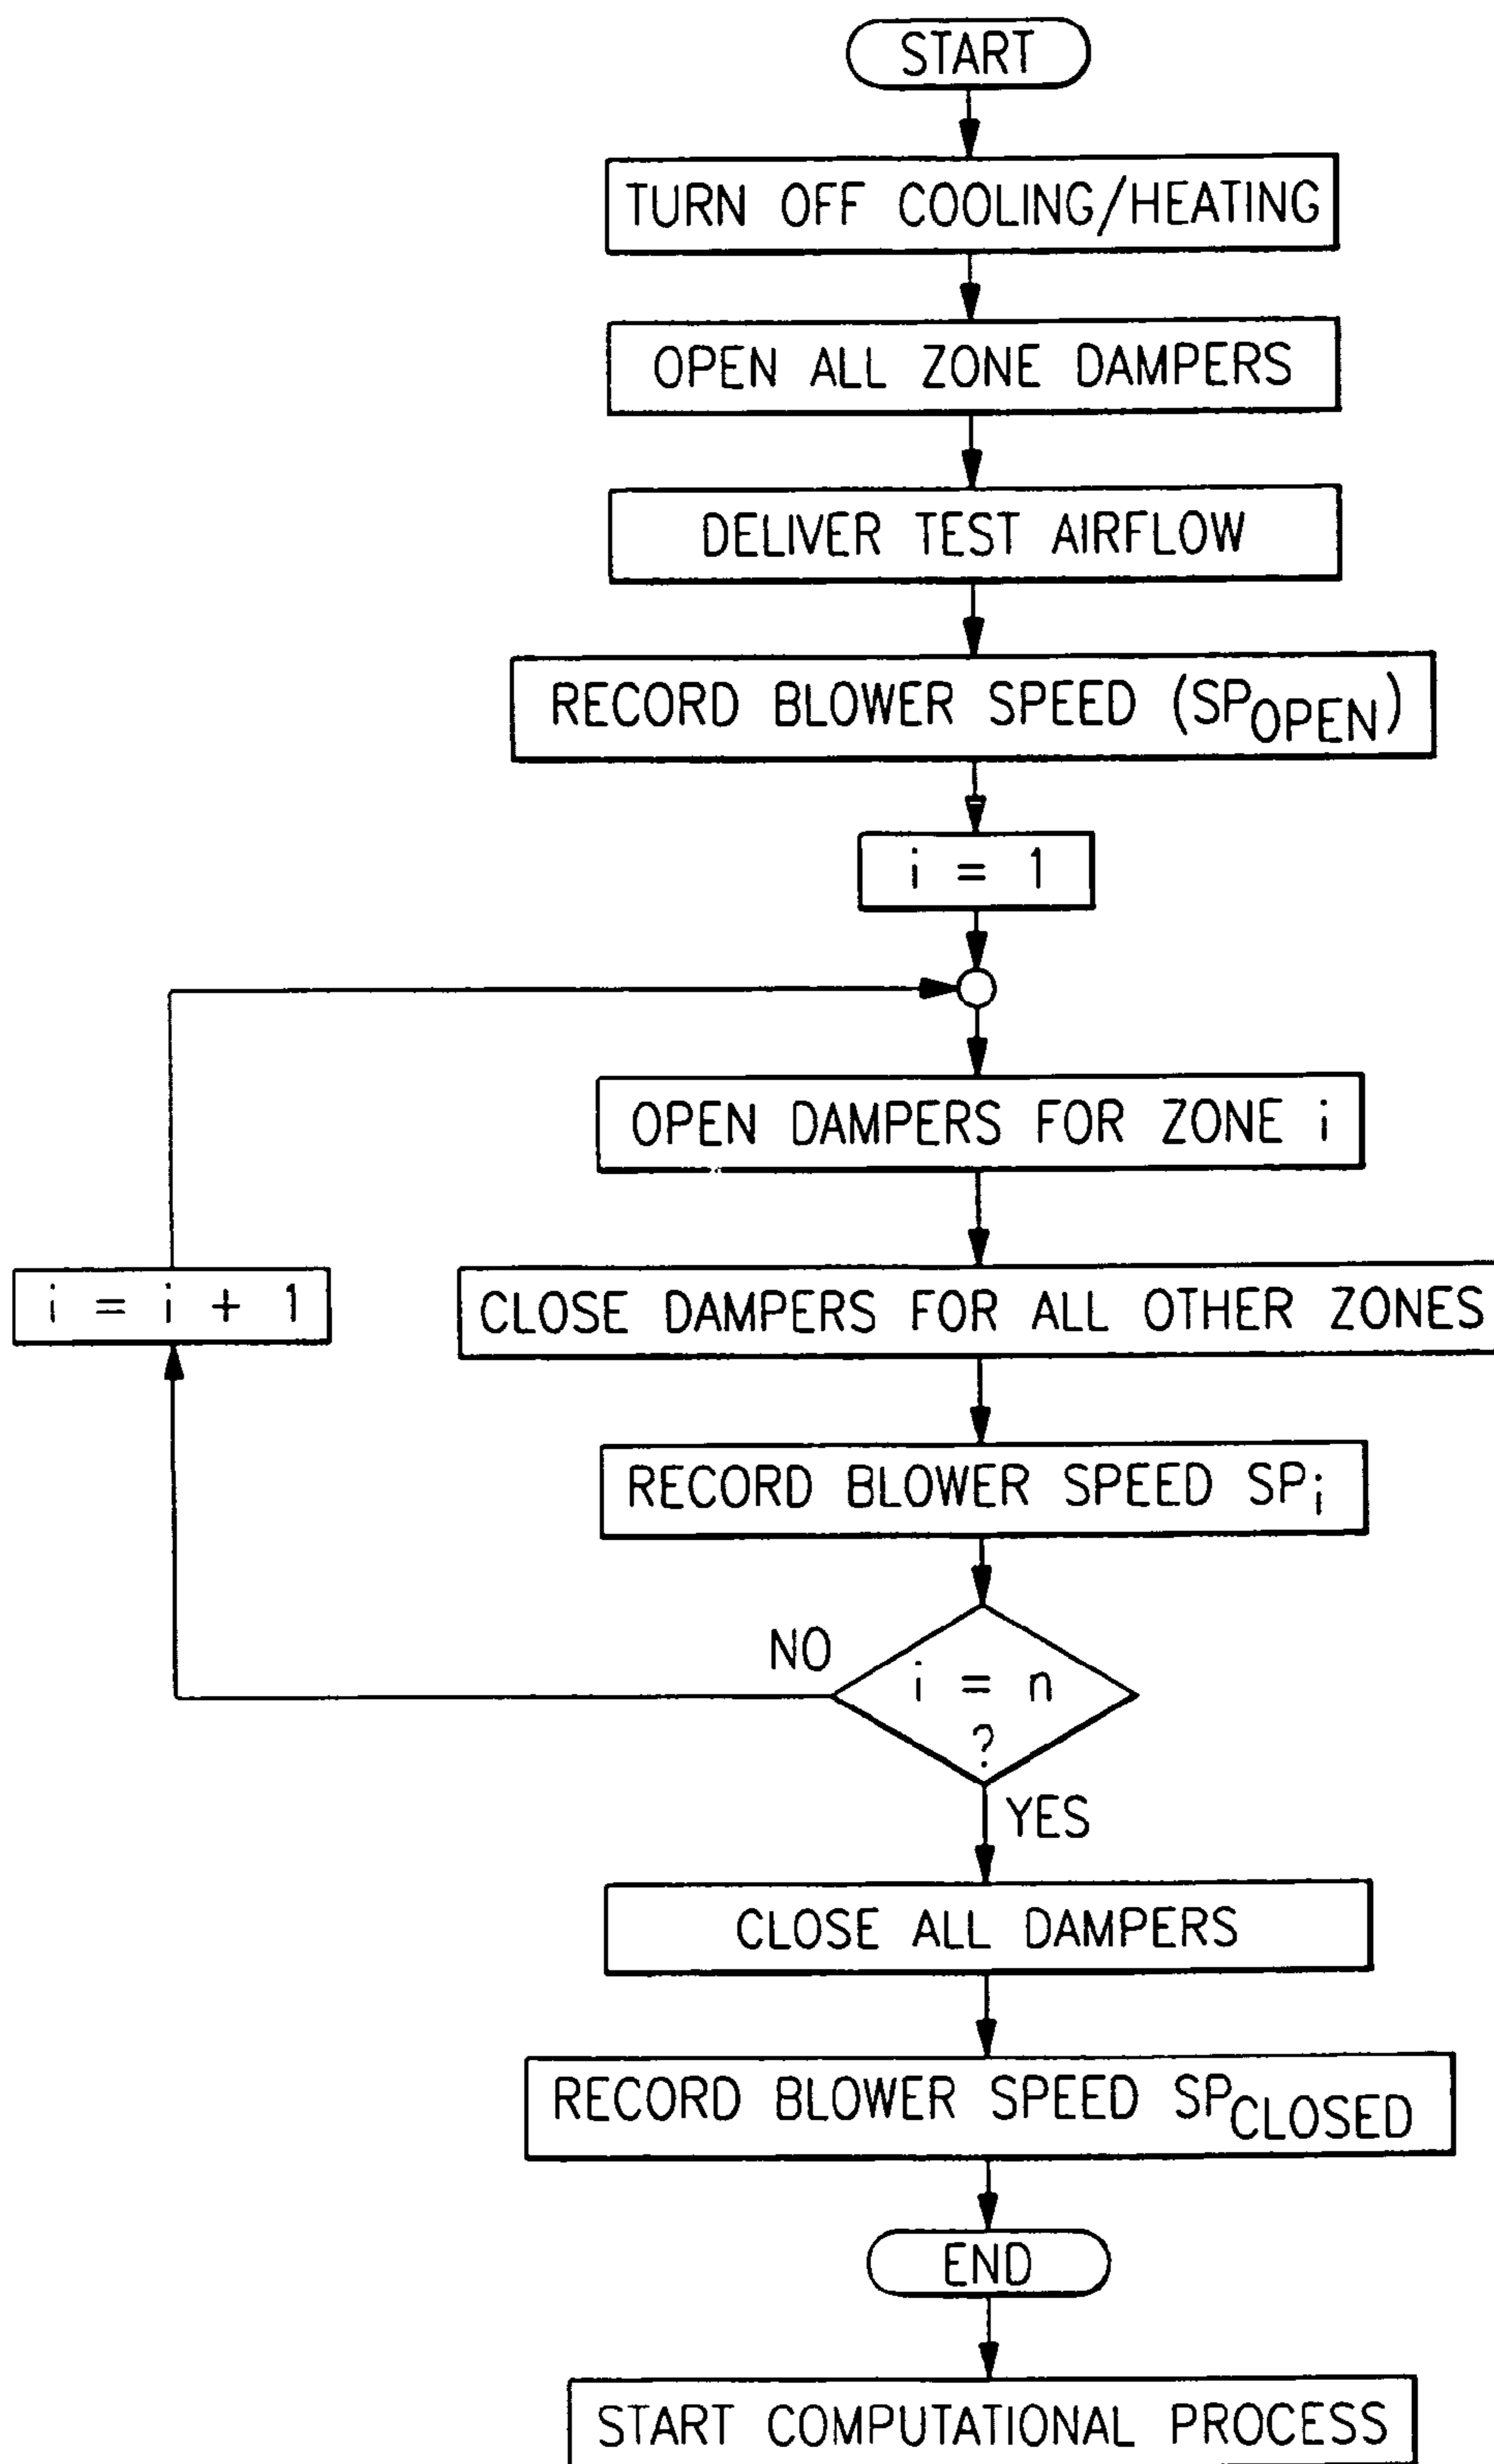 START
TURN OFF COOLING/HEATING
OPEN ALL ZONE DAMPERS
DELIVER TEST AIRFLOW
RECORD BLOWER SPEED (SPOPEN)
i = 1
OPEN DAMPERS FOR ZONE i
i = i + 1
CLOSE DAMPERS FOR ALL OTHER ZONES
RECORD BLOWER SPEED SPi
NO
i = n
?
YES
CLOSE ALL DAMPERS
RECORD BLOWER SPEED SPCLOSED
END
START COMPUTATIONAL PROCESS